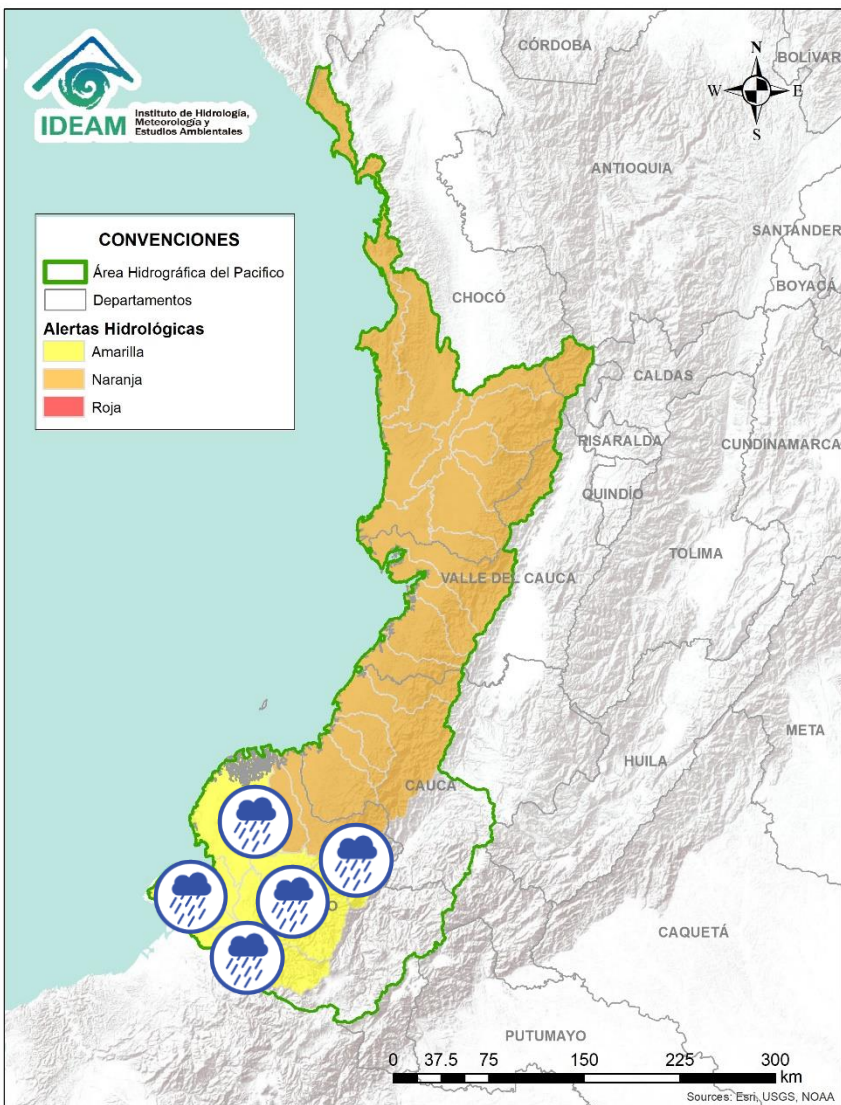 IDEAM
Instituto de Hidrología,
Meteorología y
Estudios Ambientales
CÓRDOBA
BOLÍVAR
N
W
E
S
ANTIOQUIA
SANTANDER
BOYACÁ
CONVENCIONES
Área Hidrográfica del Pacifico
Departamentos
Alertas Hidrológicas
Amarilla
Naranja
Roja
CHOCÓ
CALDAS
RISARALDA
CUNDINAMARCA
QUINDÍO
TOLIMA
VALLE DEL CAUCA
META
HUILA
CAUCA
CAQUETÁ
PUTUMAYO
0 37.5 75 150 225 300
km
Sources: Esri, USGS, NOAA